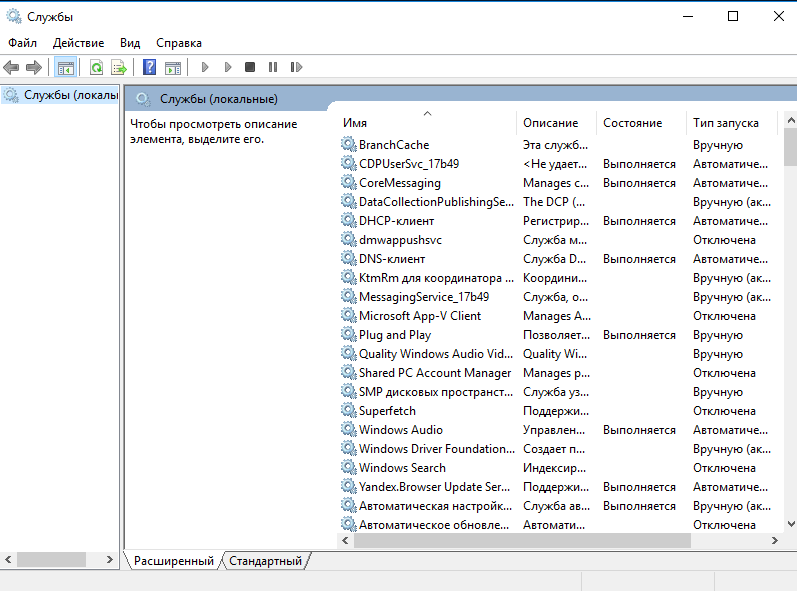 Службы
Файл Действие Вид Справка
Службы (локалы
Службы (локальные)
Чтобы просмотреть описание
элемента, выделите его.
Имя Описание Состояние Тип запуска
BranchCache Эта служб... Вручную
CDPUserSvc_17b49 <Не удает... Выполняется Автоматиче...
CoreMessaging Manages c... Выполняется Автоматиче...
DataCollectionPublishingSe... The DCP (... Вручную (ак...
DHCP-клиент Регистрир... Выполняется Автоматиче...
dmwappushsvc Служба м... Отключена
DNS-клиент Служба D... Выполняется Автоматиче...
KtmRm для координатора ... Координи... Вручную (ак...
MessagingService_17b49 Служба, о... Вручную (ак...
Microsoft App-V Client Manages A... Отключена
Plug and Play Позволяет... Выполняется Вручную
Quality Windows Audio Vid... Quality Wi... Вручную
Shared PC Account Manager Manages p... Отключена
SMP дисковых пространст... Служба уз... Вручную
Superfetch Поддержи... Отключена
Windows Audio Управлен... Выполняется Автоматиче...
Windows Driver Foundation... Создает п... Вручную (ак...
Windows Search Индексир... Отключена
Yandex.Browser Update Ser... Поддержи... Выполняется Автоматиче...
Автоматическая настройк... Служба ав... Выполняется Вручную (ак...
Автоматическое обновле... Автомати... Отключена
Расширенный Стандартный